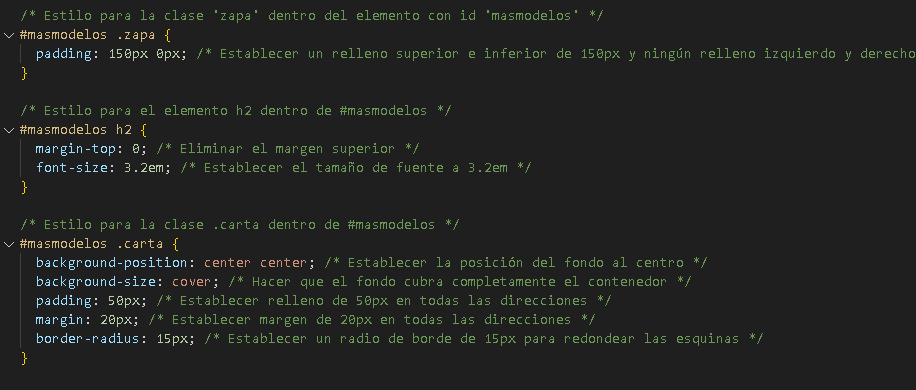 /* Estilo para la clase 'zapa' dentro del elemento con id 'masmodelos' */
#masmodelos .zapa {
padding: 150px 0px; /* Establecer un relleno superior e inferior de 150px y ningún relleno izquierdo y derecho
}
/* Estilo para el elemento h2 dentro de #masmodelos */
#masmodelos h2 {
margin-top: 0; /* Eliminar el margen superior */
font-size: 3.2em; /* Establecer el tamaño de fuente a 3.2em */
}
/* Estilo para la clase .carta dentro de #masmodelos */
#masmodelos .carta {
background-position: center center; /* Establecer la posición del fondo al centro */
background-size: cover; /* Hacer que el fondo cubra completamente el contenedor */
padding: 50px; /* Establecer relleno de 50px en todas las direcciones */
margin: 20px; /* Establecer margen de 20px en todas las direcciones */
border-radius: 15px; /* Establecer un radio de borde de 15px para redondear las esquinas */
}